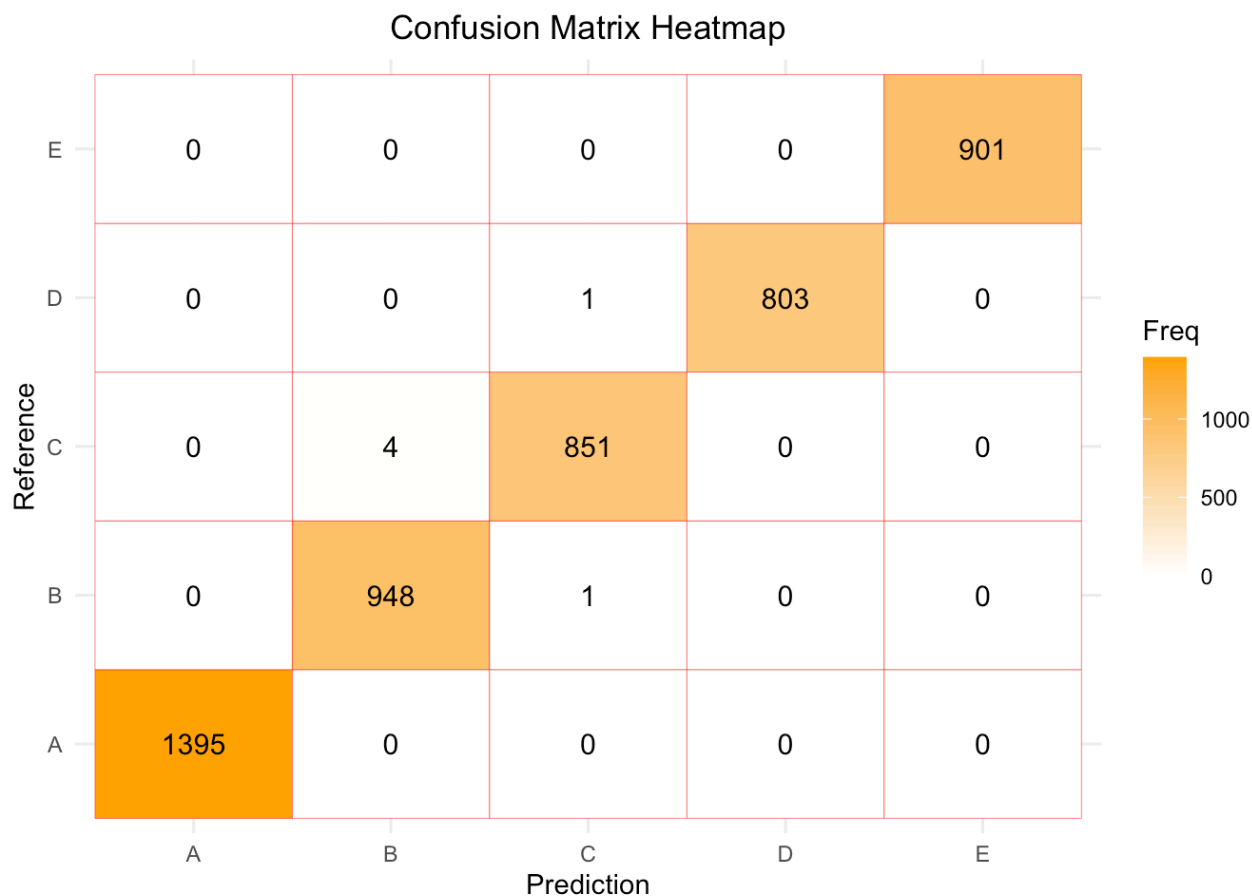 Confusion Matrix Heatmap
E 0 0 0 0 901
D 0 0 1 803 0
C 0 4 851 0 0
B 0 948 1 0 0
A 1395 0 0 0 0
A B C D E
Prediction
Reference
Freq
1000
500
0